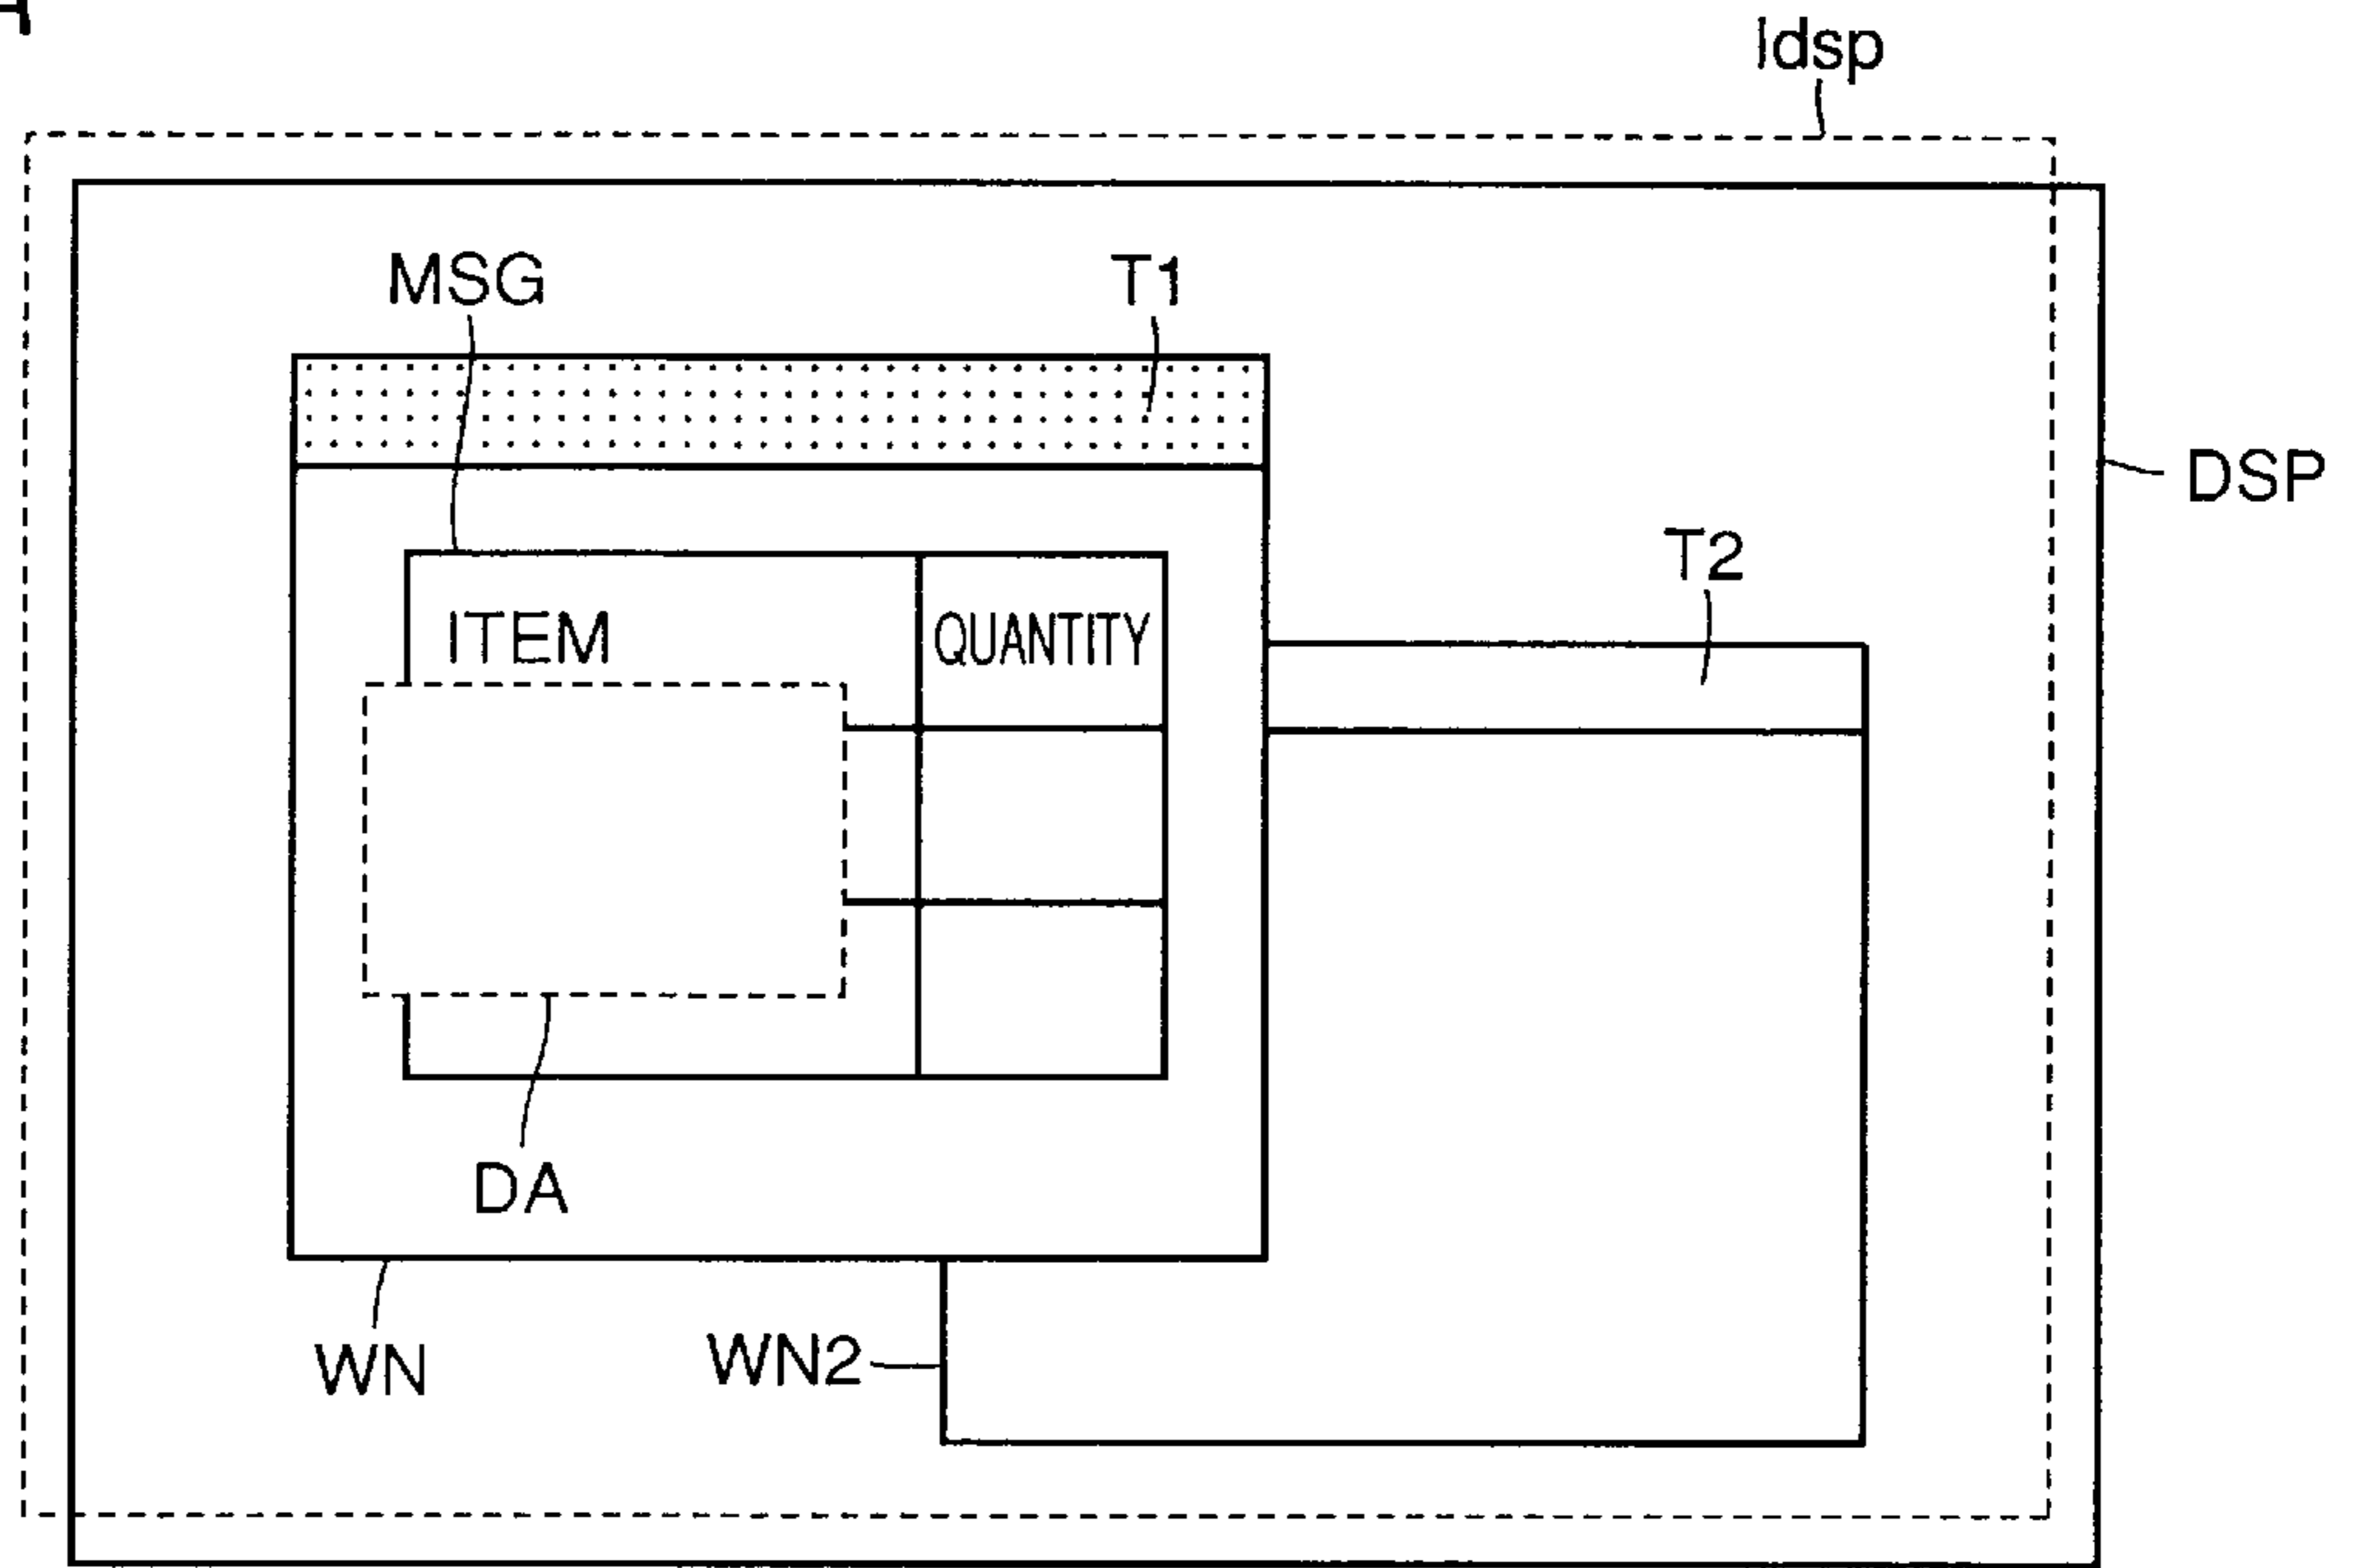 Idsp
MSG
T1
DSP
T2
ITEM
QUANTITY
DA
WN
WN2